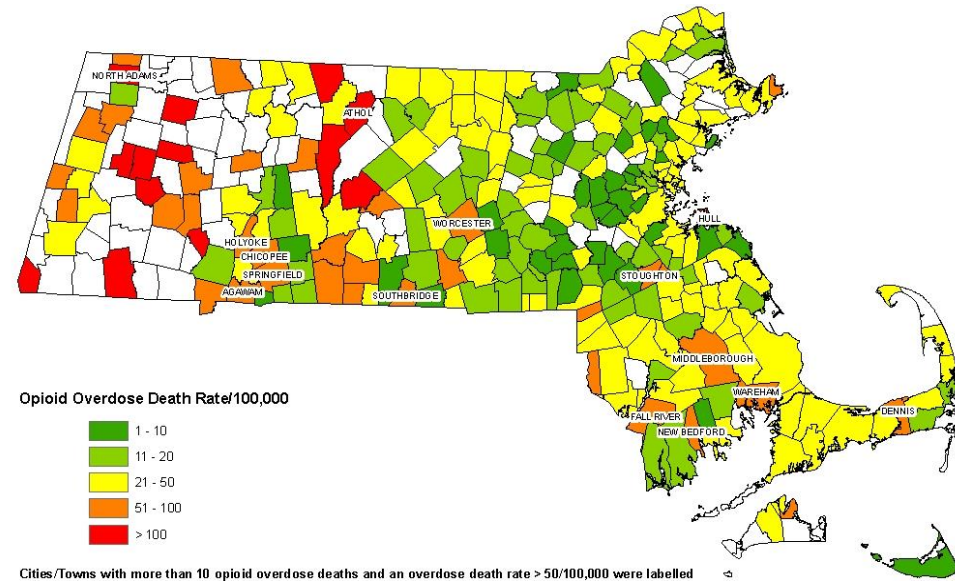 NORTH ADAMS
ATHOL
HULL
WORCESTER
HOLYOKE
CHICOPEE
SPRINGFIELD
STOUGHTON
AGAWAM
SOUTHBRIDGE
MIDDLEBOROUGH
WAREHAM
DENNIS
FALL RIVER
NEW BEDFORD
Opioid Overdose Death Rate/100,000
1 - 10
11 - 20
21 - 50
51 - 100
> 100
Cities/Towns with more than 10 opioid overdose deaths and an overdose death rate > 50/100,000 were labelled